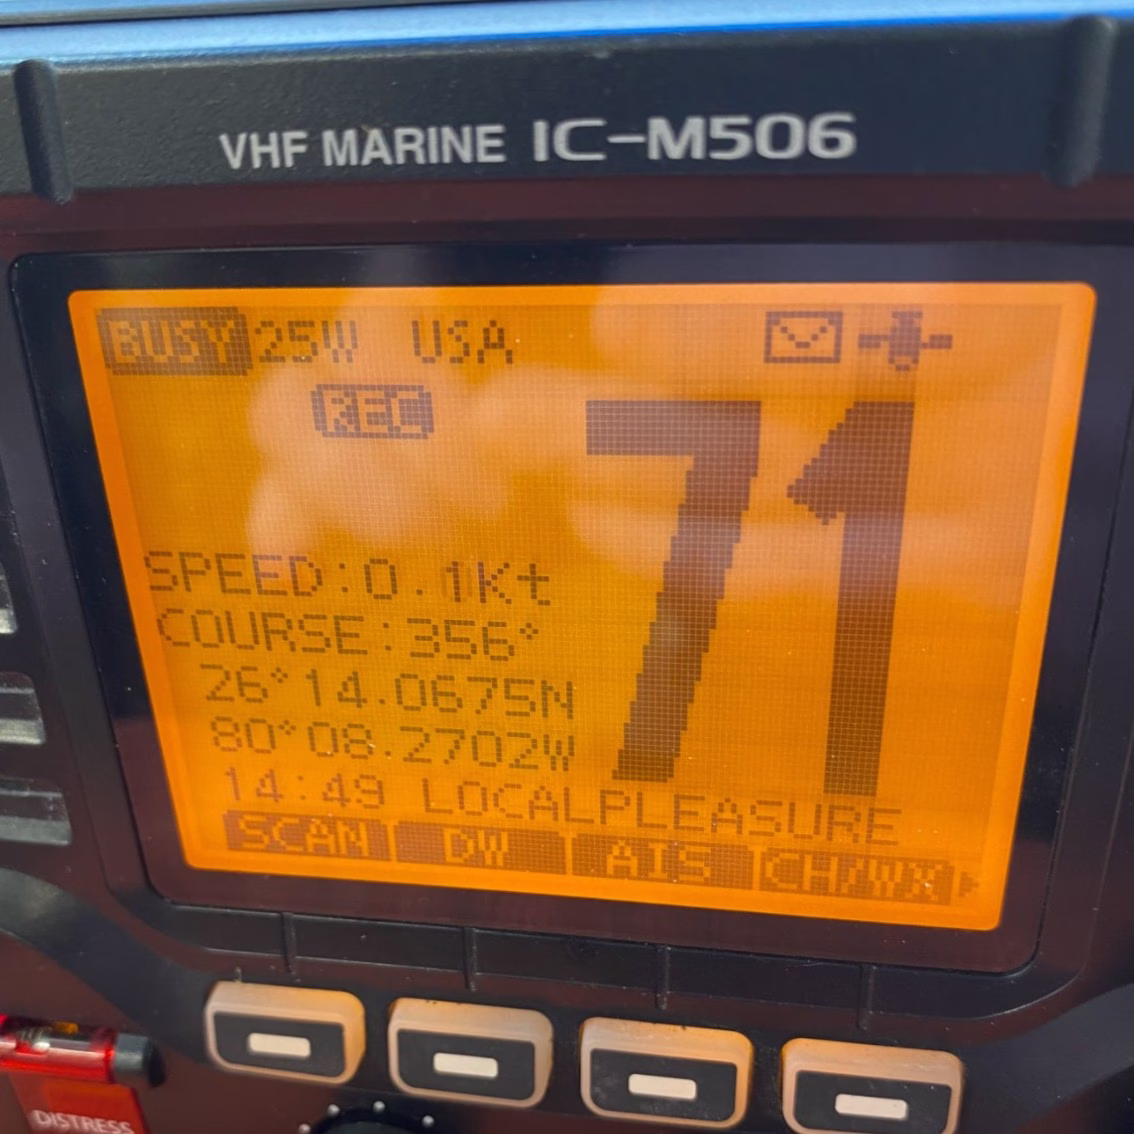 VHF MARINE IC-M506
BUSY 25W USA
REC
71
SPEED:0.1Kt
COURSE:356°
26°14.0675N
80°08.2702W
14:49 LOCALPLEASURE
SCAN DW AIS CH/WX
DISTRESS